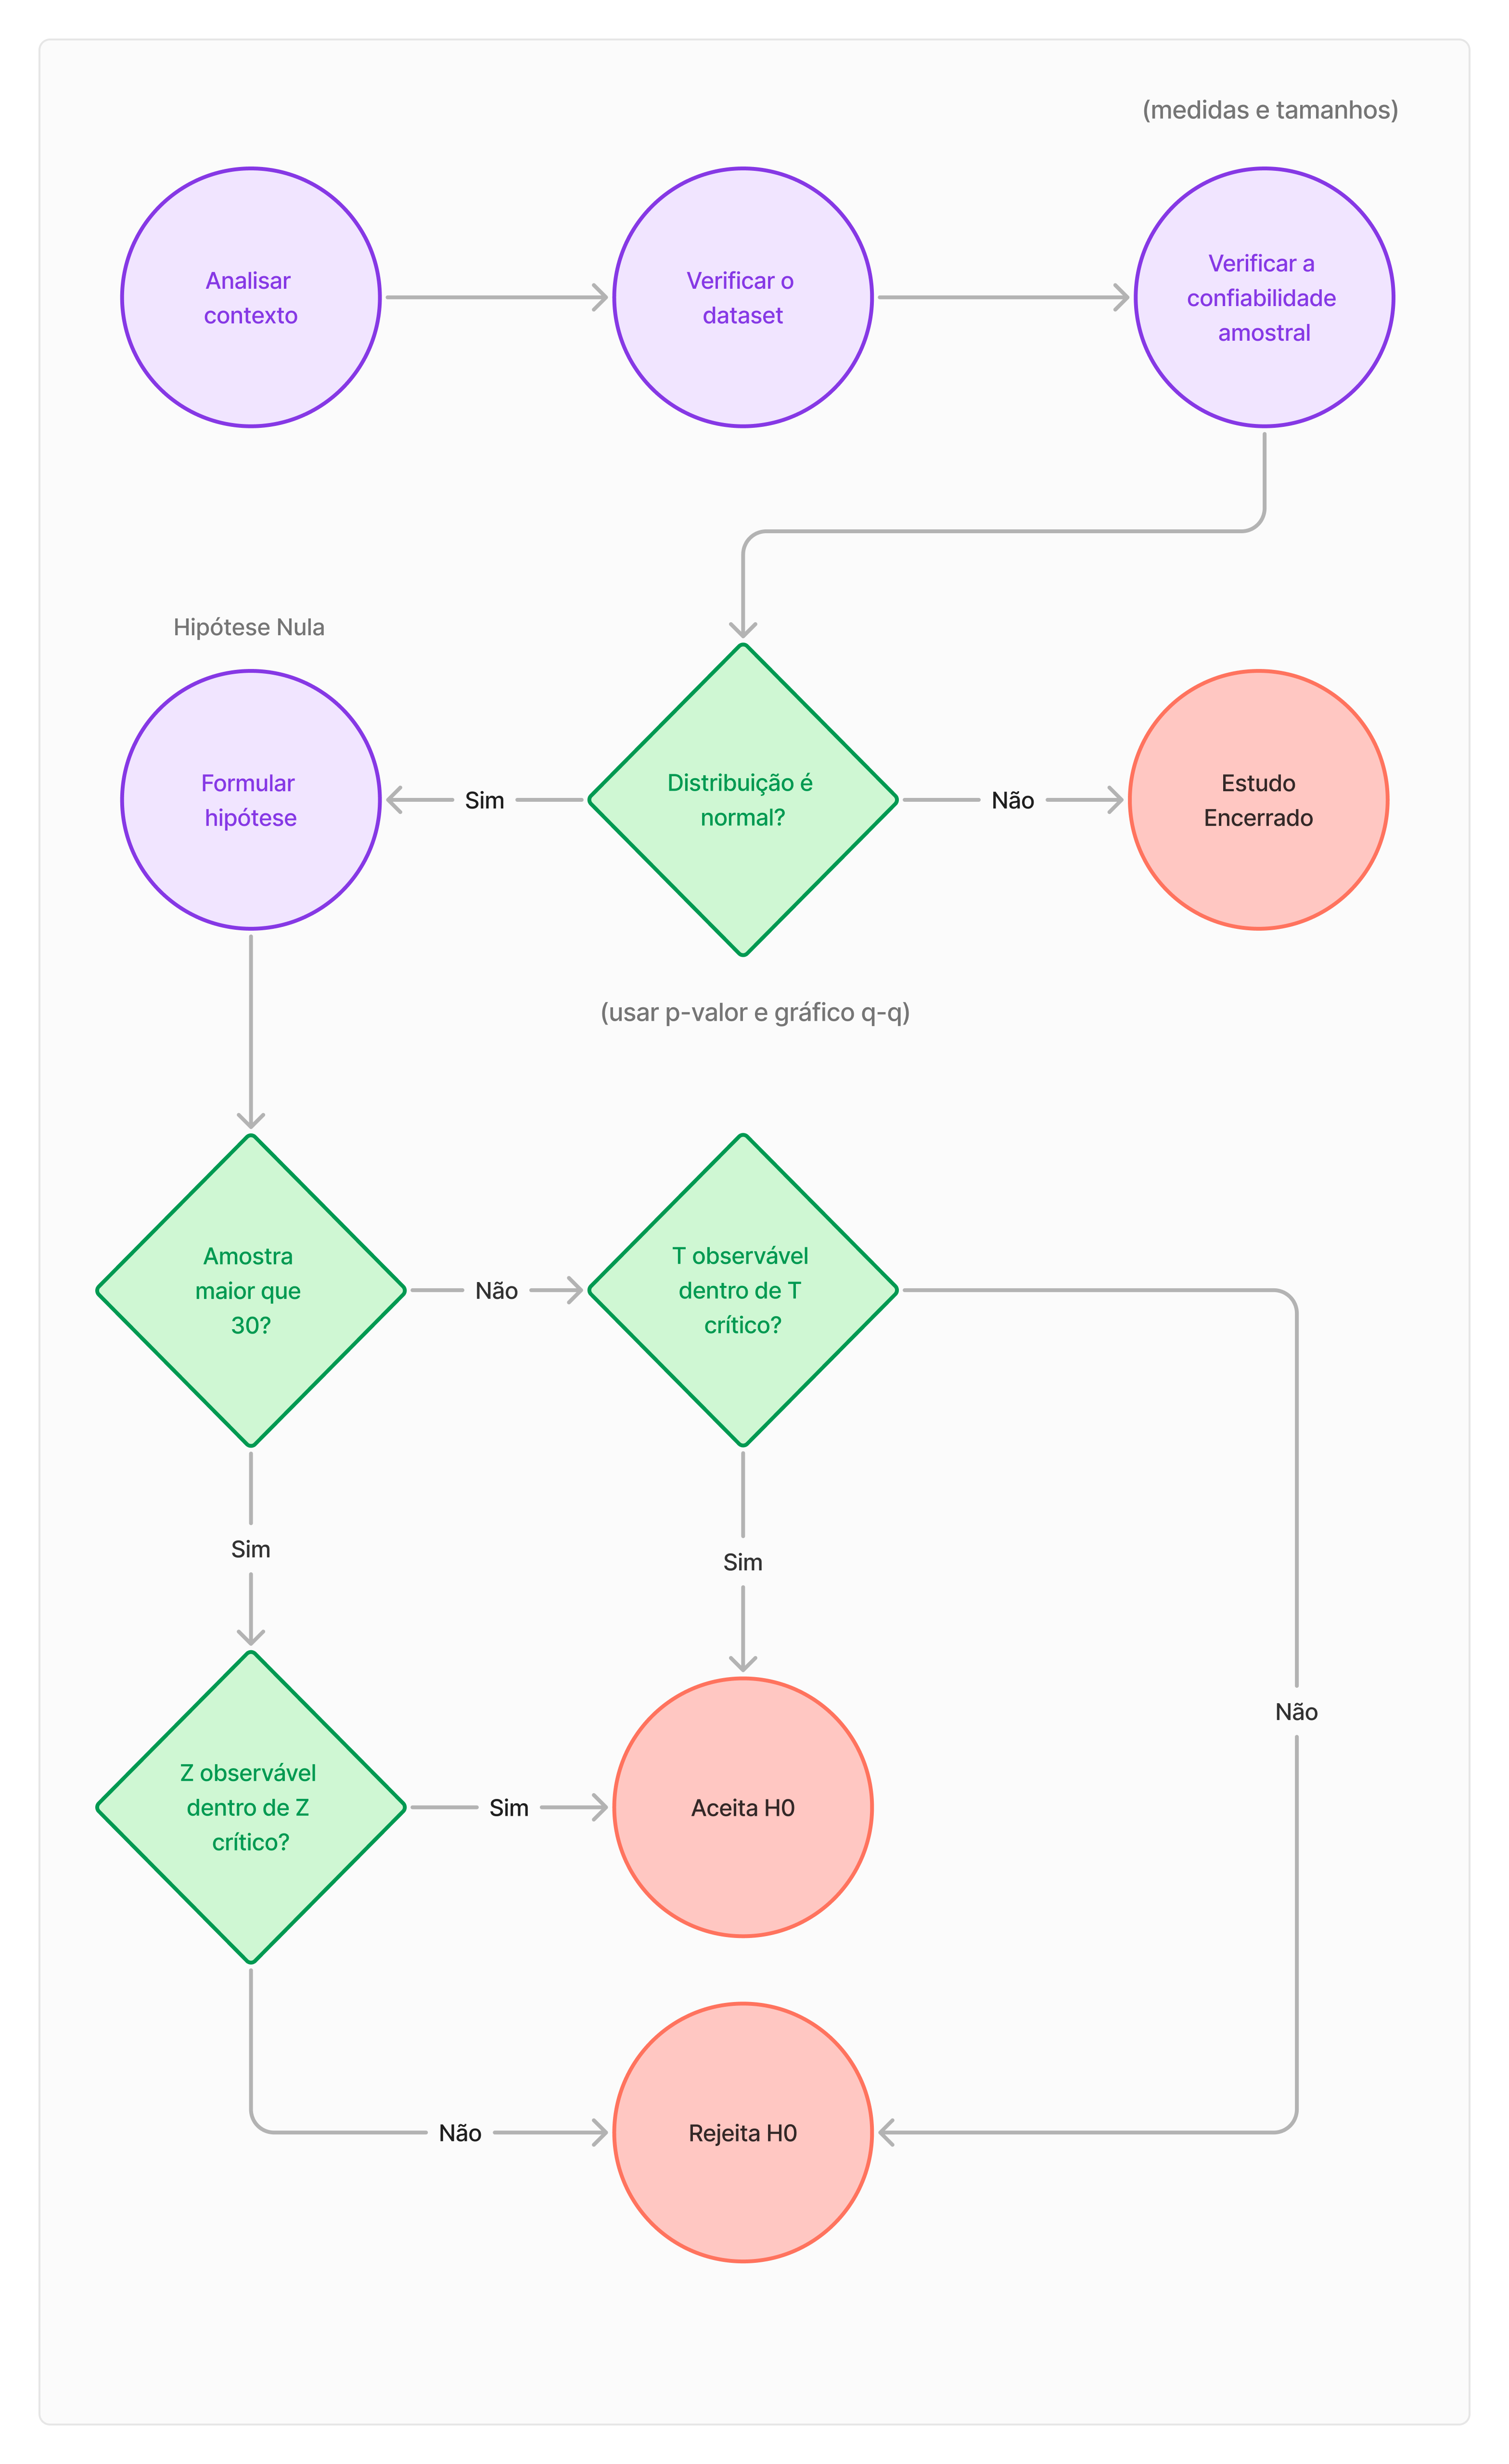 (medidas e tamanhos)
Analisar
contexto
Verificar o
dataset
Verificar a
confiabilidade
amostral
Hipótese Nula
Formular
hipótese
Sim
Distribuição é
normal?
Não
Estudo
Encerrado
(usar p-valor e gráfico q-q)
Amostra
maior que
30?
Não
T observável
dentro de T
crítico?
Sim
Sim
Não
Z observável
dentro de Z
crítico?
Sim
Aceita H0
Não
Rejeita H0